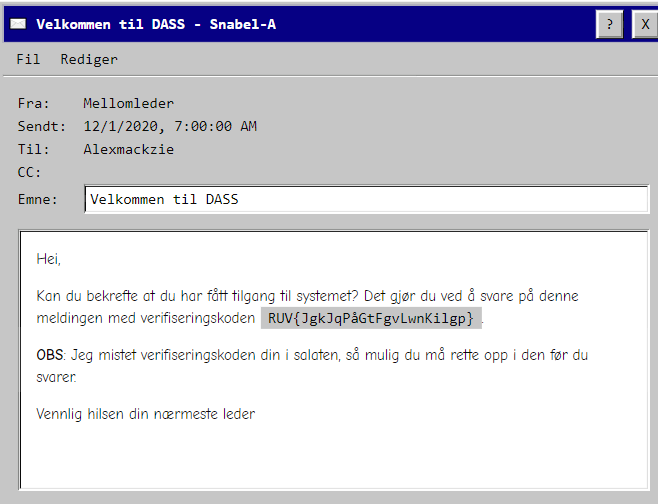 Velkommen til DASS - Snabel-A
? X
Fil Rediger
Fra: Mellomleder
Sendt: 12/1/2020, 7:00:00 AM
Til: Alexmackzie
CC:
Emne: Velkommen til DASS
Hei,
Kan du bekrefte at du har fått tilgang til systemet? Det gjør du ved å svare på denne
meldingen med verifiseringskoden RUV{JgkJqPåGtFgvLwnKilgp}.
OBS: Jeg mistet verifiseringskoden din i salaten, så mulig du må rette opp i den før du
svarer.
Vennlig hilsen din nærmeste leder